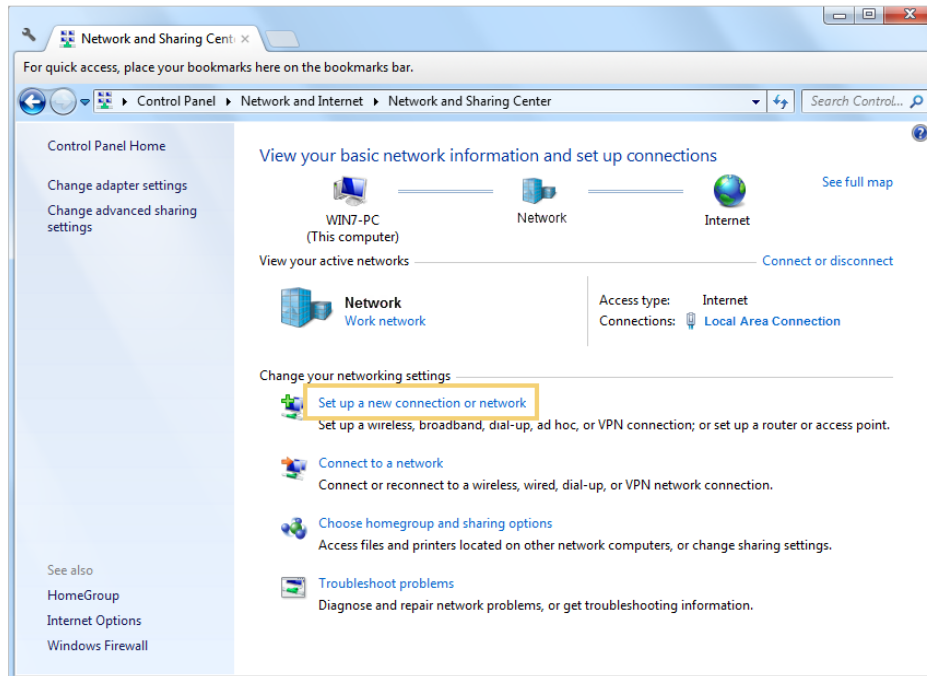 Network and Sharing Cent
For quick access, place your bookmarks here on the bookmarks bar.
Control Panel Network and Internet Network and Sharing Center Search Control...
Control Panel Home
Change adapter settings
Change advanced sharing
settings
View your basic network information and set up connections
See full map
WIN7-PC
(This computer)
Network
Internet
View your active networks
Connect or disconnect
Network
Work network
Access type: Internet
Connections: Local Area Connection
Change your networking settings
Set up a new connection or network
Set up a wireless, broadband, dial-up, ad hoc, or VPN connection; or set up a router or access point.
Connect to a network
Connect or reconnect to a wireless, wired, dial-up, or VPN network connection.
Choose homegroup and sharing options
Access files and printers located on other network computers, or change sharing settings.
Troubleshoot problems
Diagnose and repair network problems, or get troubleshooting information.
See also
HomeGroup
Internet Options
Windows Firewall